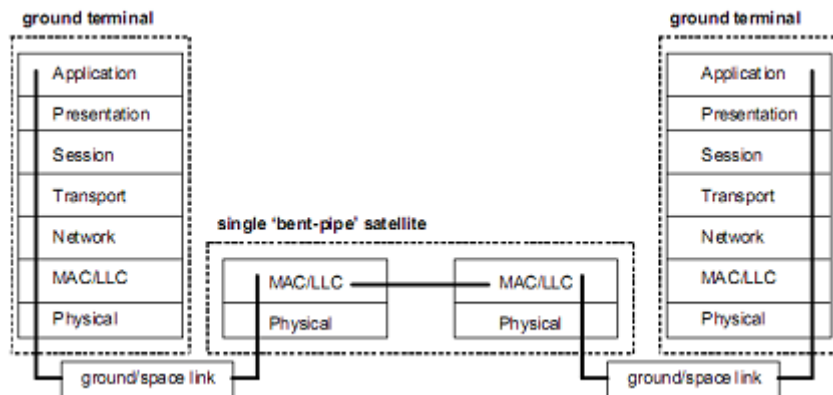 ground terminal
Application
Presentation
Session
Transport
Network
MAC/LLC
Physical
ground/space link
single 'bent-pipe' satellite
MAC/LLC
Physical
MAC/LLC
Physical
ground/space link
ground terminal
Application
Presentation
Session
Transport
Network
MAC/LLC
Physical